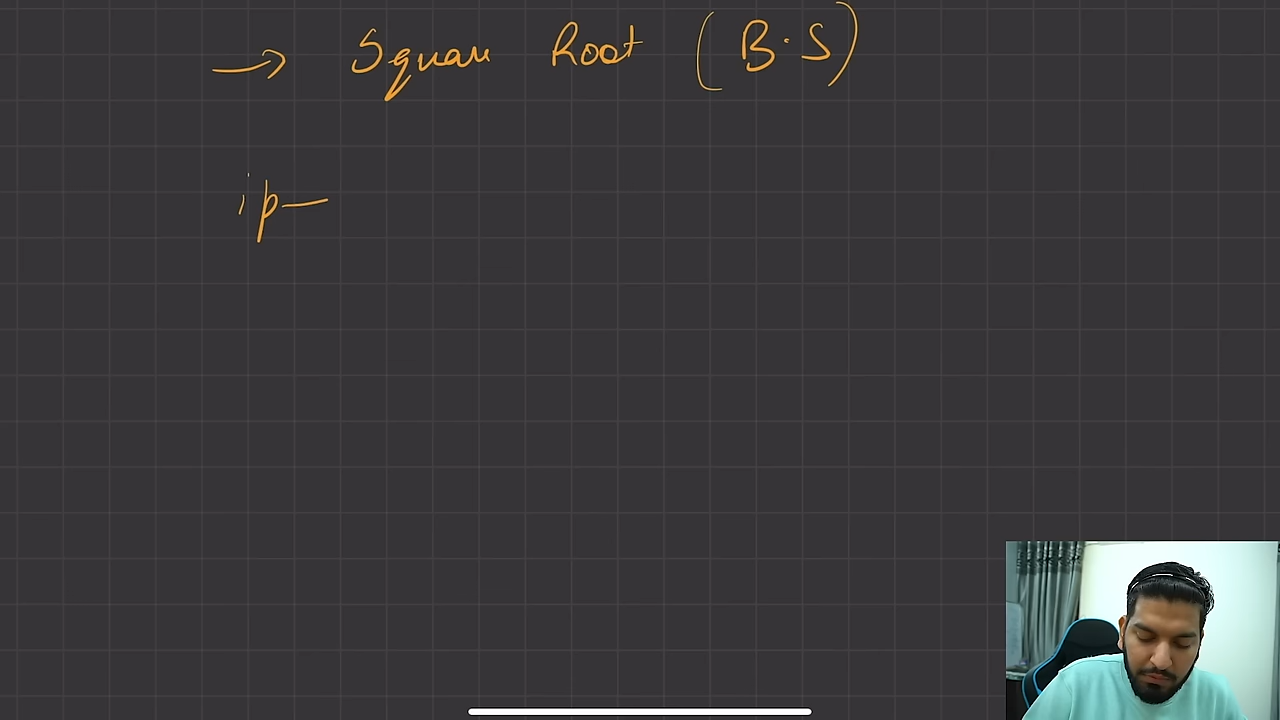 → Square Root (B.S)
ip—